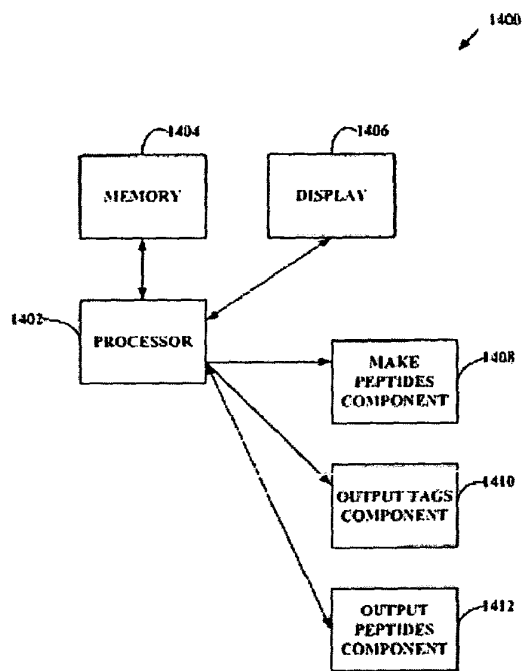 1400
1404
1406
MEMORY
DISPLAY
1402
PROCESSOR
MAKE
PEPTIDES
COMPONENT
1408
OUTPUT TAGS
COMPONENT
1410
OUTPUT
PEPTIDES
COMPONENT
1412